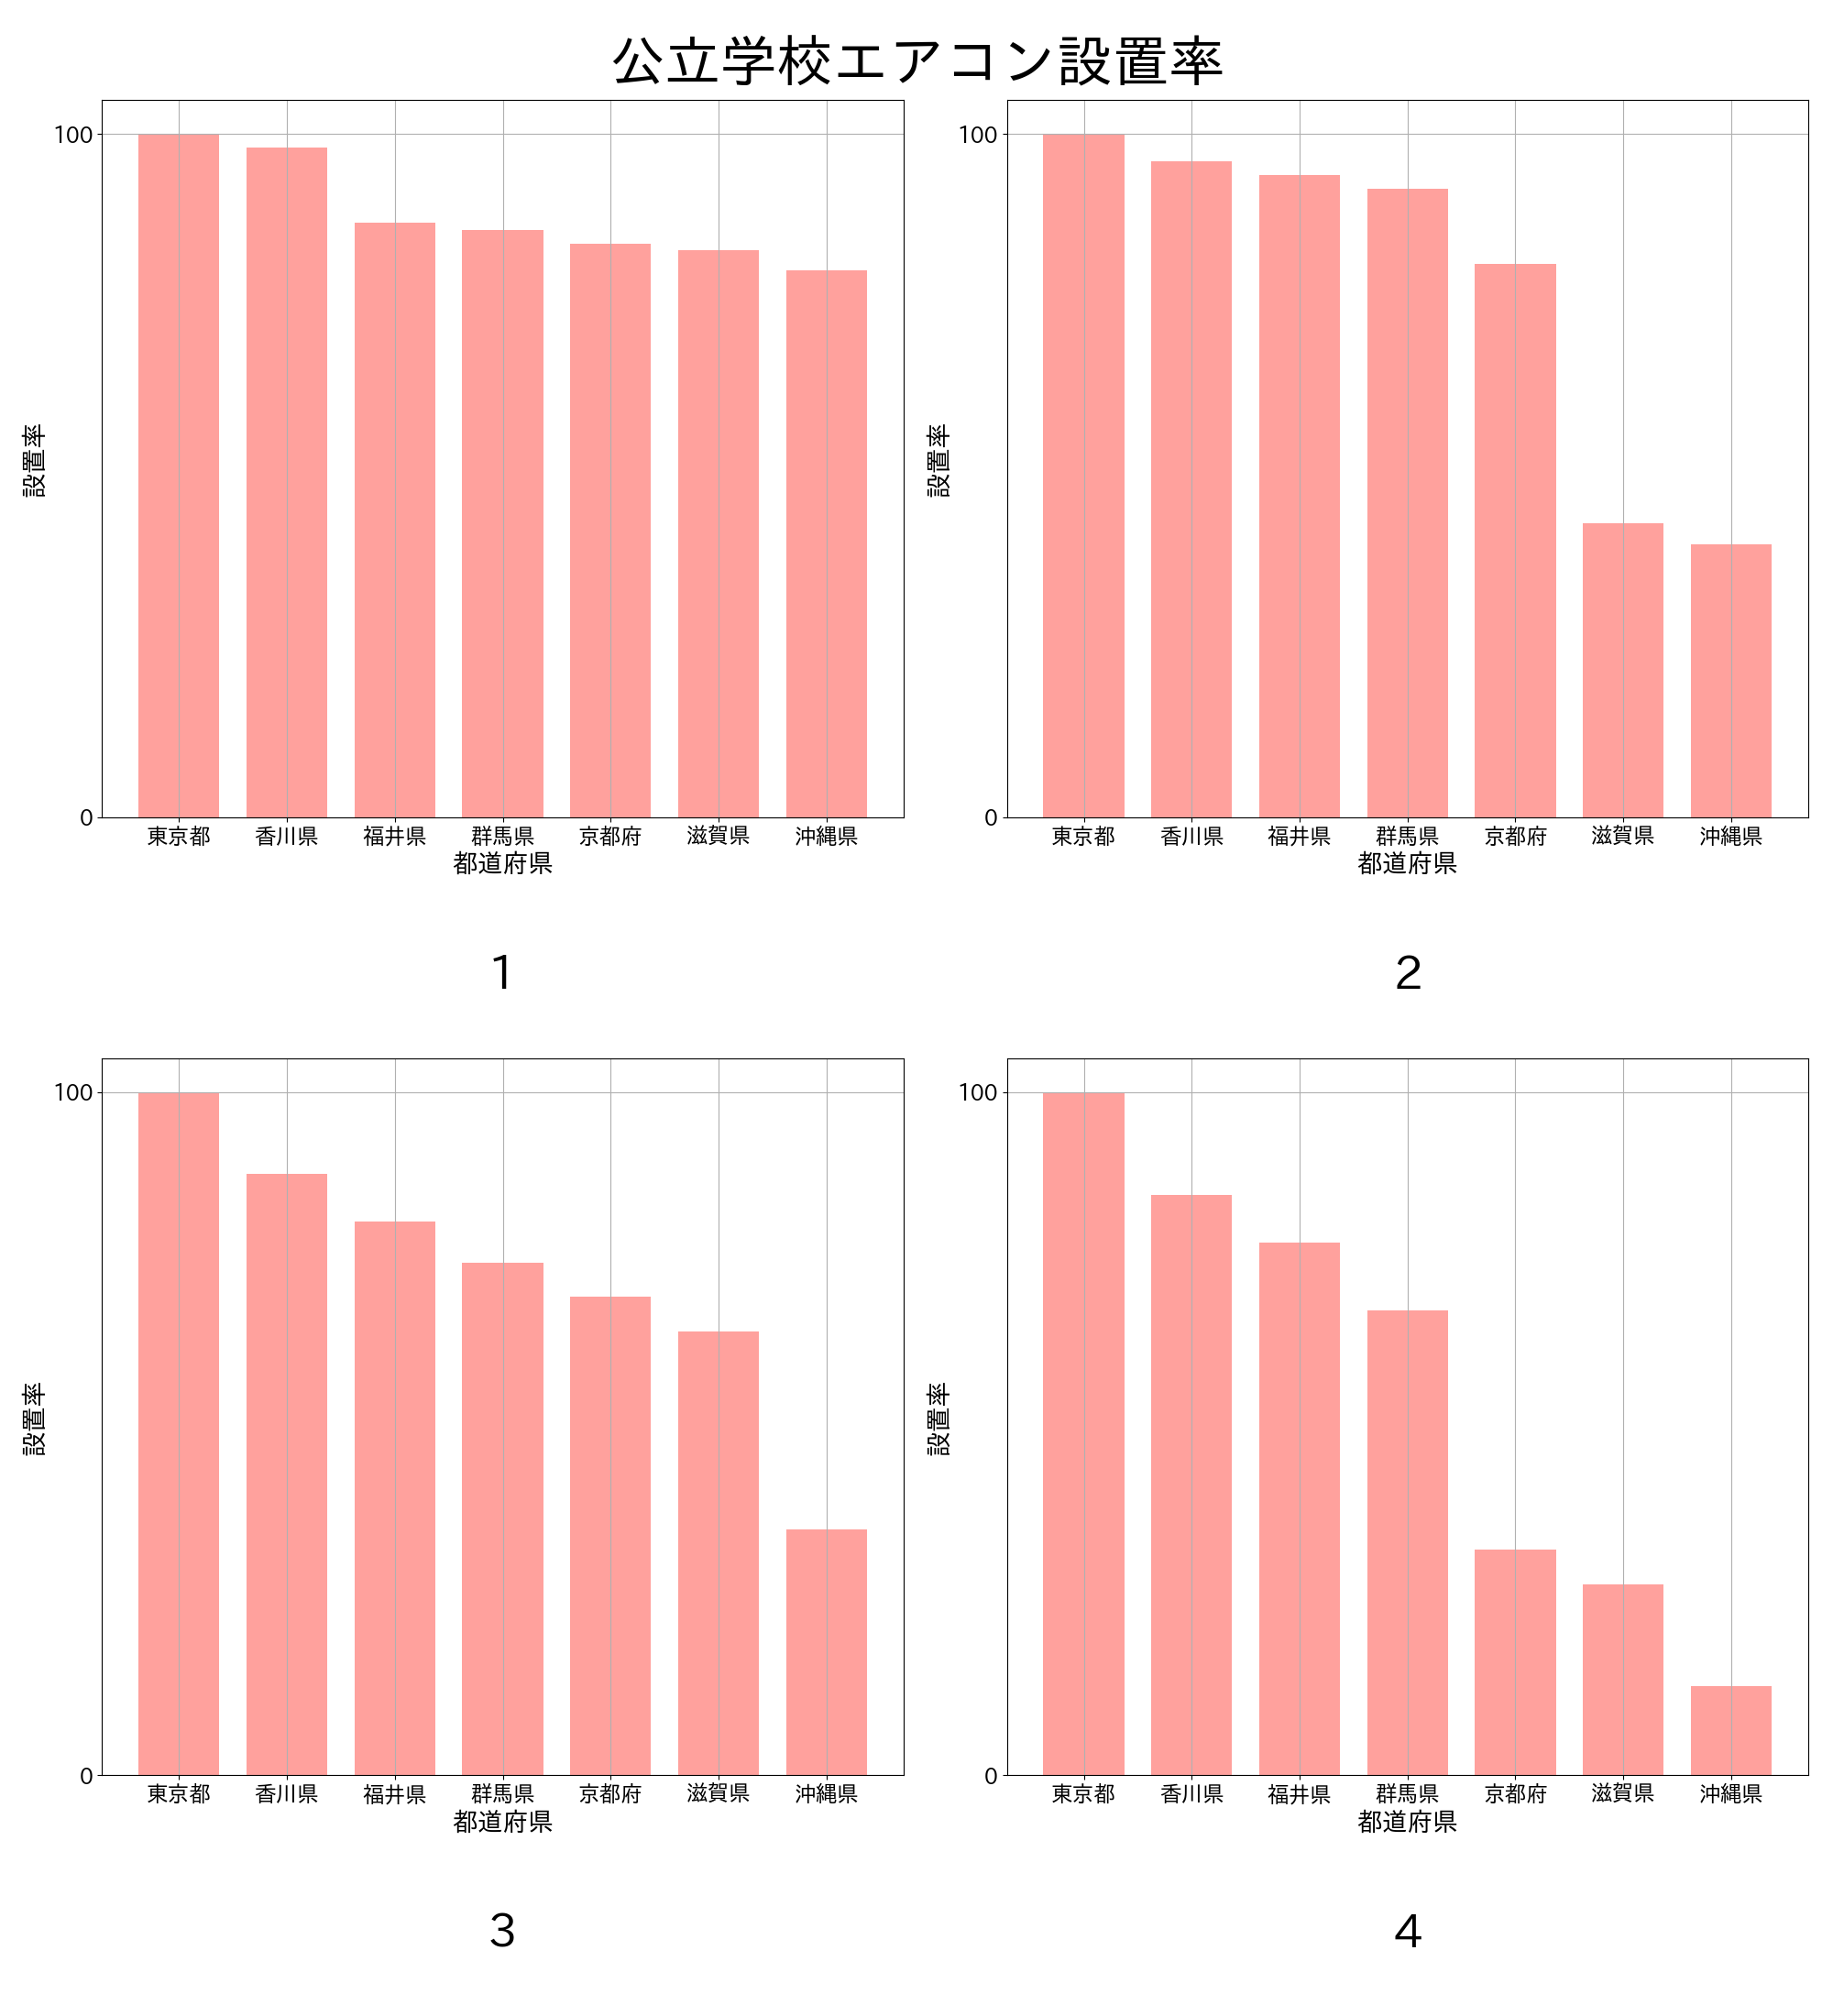 公立学校エアコン設置率
100
0
設置率
東京都 香川県 福井県 群馬県 京都府 滋賀県 沖縄県
都道府県
1
100
0
設置率
東京都 香川県 福井県 群馬県 京都府 滋賀県 沖縄県
都道府県
2
100
0
設置率
東京都 香川県 福井県 群馬県 京都府 滋賀県 沖縄県
都道府県
3
100
0
設置率
東京都 香川県 福井県 群馬県 京都府 滋賀県 沖縄県
都道府県
4